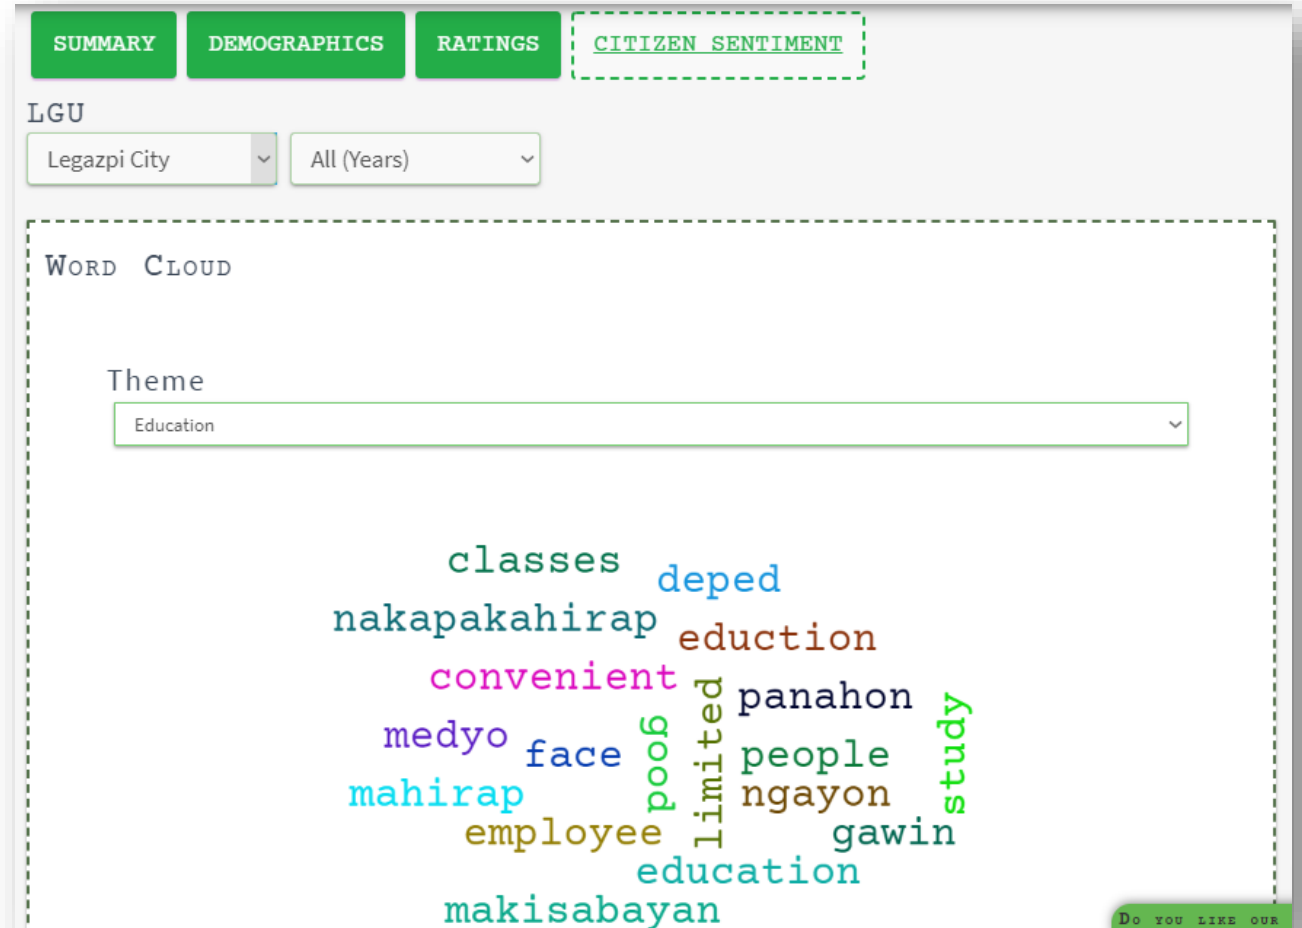 SUMMARY DEMOGRAPHICS RATINGS CITIZEN SENTIMENT
LGU
Legazpi City All (Years)
WORD CLOUD
Theme
Education
classes
deped
nakapakahirap
eduction
convenient
limited
panahon
study
medyo
face
good
people
mahirap
ngayon
employee
gawin
education
makisabayan
DO YOU LIKE OUR